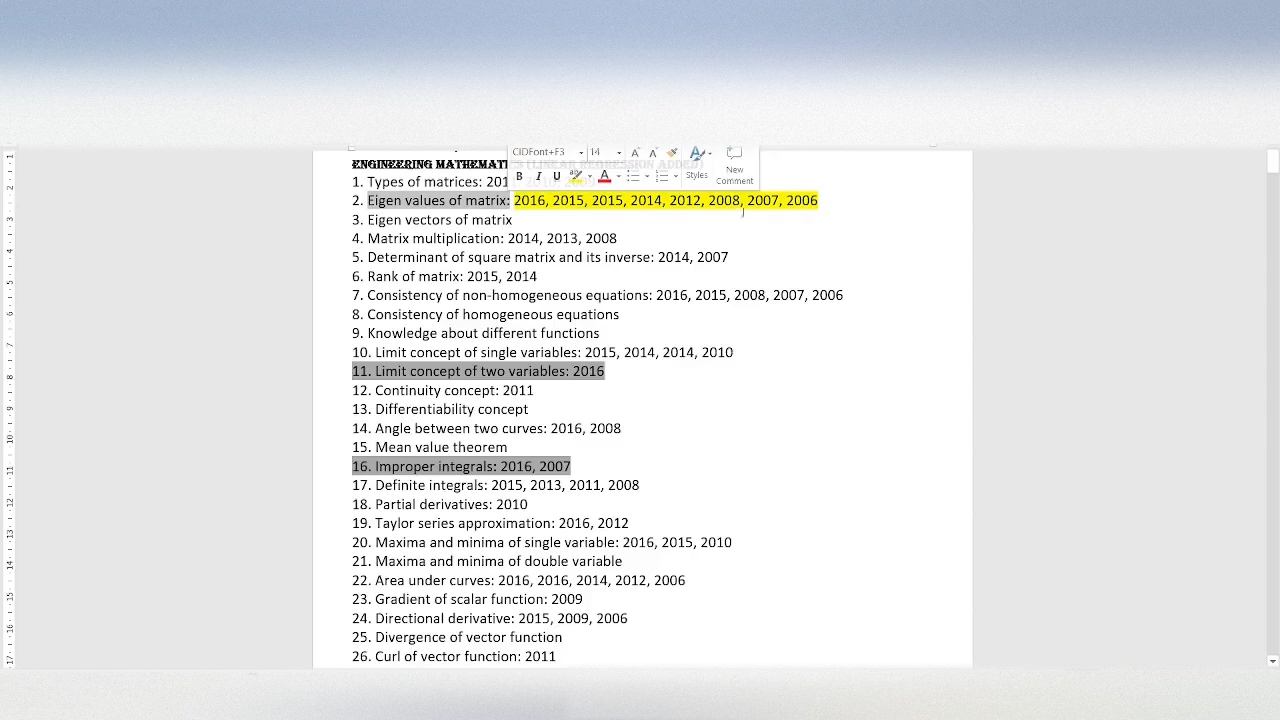 CIDFont+F3 14 A A A New Comment
B I U A Styles
ENGINEERING MATHEMATICS (LINEAR REGRESSION ADDED)
1. Types of matrices:
2. Eigen values of matrix: 2016, 2015, 2015, 2014, 2012, 2008, 2007, 2006
3. Eigen vectors of matrix
4. Matrix multiplication: 2014, 2013, 2008
5. Determinant of square matrix and its inverse: 2014, 2007
6. Rank of matrix: 2015, 2014
7. Consistency of non-homogeneous equations: 2016, 2015, 2008, 2007, 2006
8. Consistency of homogeneous equations
9. Knowledge about different functions
10. Limit concept of single variables: 2015, 2014, 2014, 2010
11. Limit concept of two variables: 2016
12. Continuity concept: 2011
13. Differentiability concept
14. Angle between two curves: 2016, 2008
15. Mean value theorem
16. Improper integrals: 2016, 2007
17. Definite integrals: 2015, 2013, 2011, 2008
18. Partial derivatives: 2010
19. Taylor series approximation: 2016, 2012
20. Maxima and minima of single variable: 2016, 2015, 2010
21. Maxima and minima of double variable
22. Area under curves: 2016, 2016, 2014, 2012, 2006
23. Gradient of scalar function: 2009
24. Directional derivative: 2015, 2009, 2006
25. Divergence of vector function
26. Curl of vector function: 2011